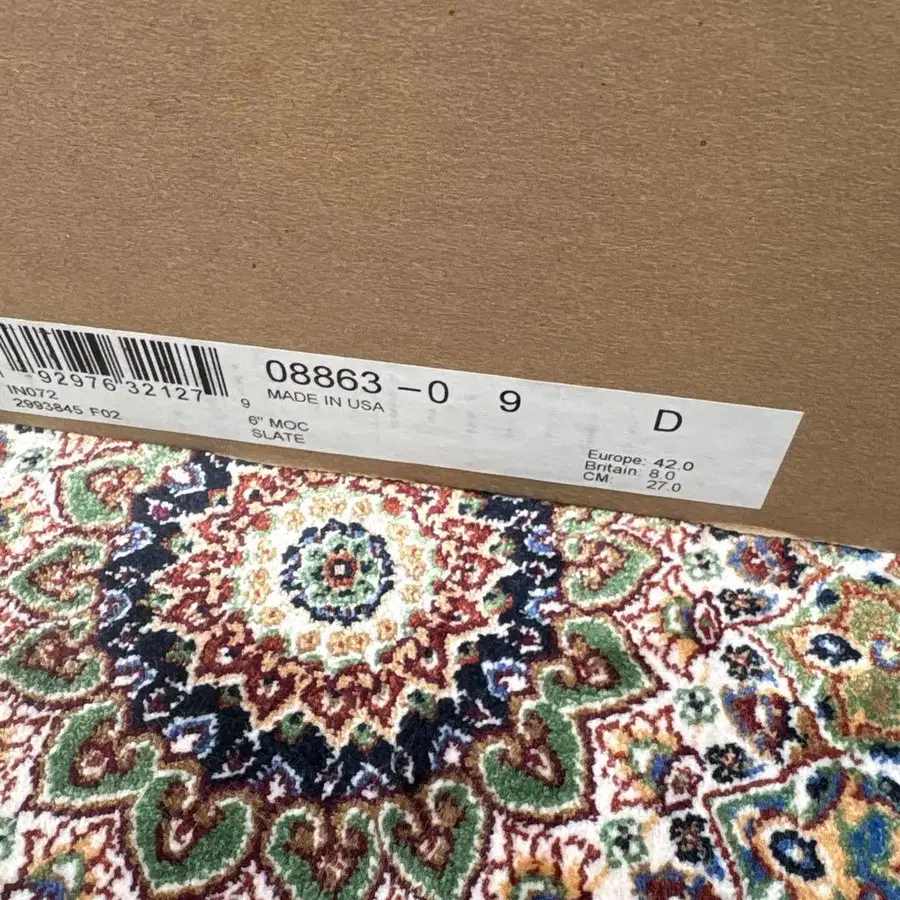 92976 32127 9
IN072
2993845 F02
08863 -0 9 D
MADE IN USA
6" MOC
SLATE
Europe: 42.0
Britain: 8.0
CM: 27.0